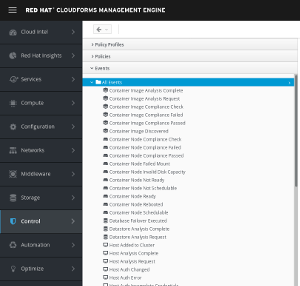 RED HAT® CLOUDFORMS MANAGEMENT ENGINE
Cloud Intel
Red Hat Insights
Services
Compute
Configuration
Networks
Middleware
Storage
Control
Automation
Optimize
Policy Profiles
Policies
Events
All Events
Container Image Analysis Complete
Container Image Analysis Request
Container Image Compliance Check
Container Image Compliance Failed
Container Image Compliance Passed
Container Image Discovered
Container Node Compliance Check
Container Node Compliance Failed
Container Node Compliance Passed
Container Node Failed Mount
Container Node Invalid Disk Capacity
Container Node Not Ready
Container Node Not Schedulable
Container Node Ready
Container Node Rebooted
Container Node Schedulable
Database Failover Executed
Datastore Analysis Complete
Datastore Analysis Request
Host Added to Cluster
Host Analysis Complete
Host Analysis Request
Host Auth Changed
Host Auth Error
Host Auth Incomplete Credentials